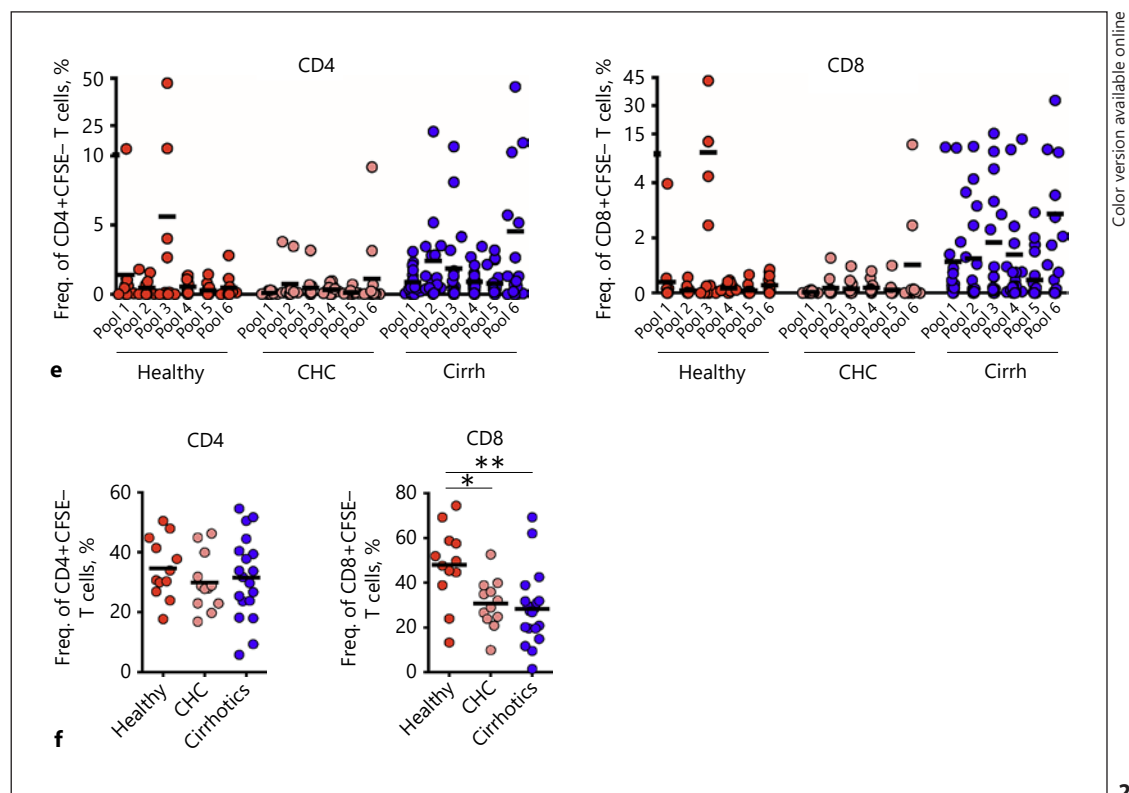 Color version available online
CD4
Freq. of CD4+CFSE– T cells, %
50
25
10
5
0
Pool 1
Pool 2
Pool 3
Pool 4
Pool 5
Pool 6
Pool 1
Pool 2
Pool 3
Pool 4
Pool 5
Pool 6
Pool 1
Pool 2
Pool 3
Pool 4
Pool 5
Pool 6
Healthy
CHC
Cirrh
e
CD8
Freq. of CD8+CFSE– T cells, %
45
30
15
4
2
0
Pool 1
Pool 2
Pool 3
Pool 4
Pool 5
Pool 6
Pool 1
Pool 2
Pool 3
Pool 4
Pool 5
Pool 6
Pool 1
Pool 2
Pool 3
Pool 4
Pool 5
Pool 6
Healthy
CHC
Cirrh
CD4
Freq. of CD4+CFSE–
T cells, %
60
40
20
0
Healthy
CHC
Cirrhotics
f
CD8
**
*
Freq. of CD8+CFSE–
T cells, %
80
60
40
20
0
Healthy
CHC
Cirrhotics
2